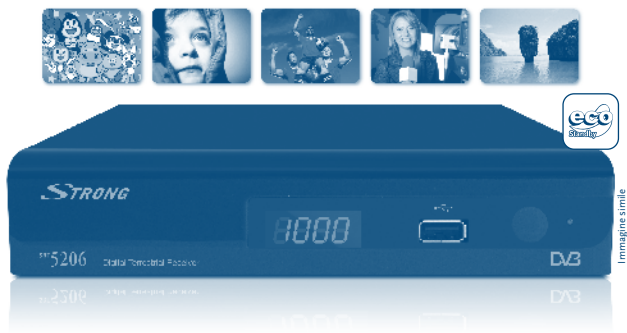 eco
Standby
STRONG
1000
SRT 5206 Digital Terrestrial Receiver
DVB
Immagine simile